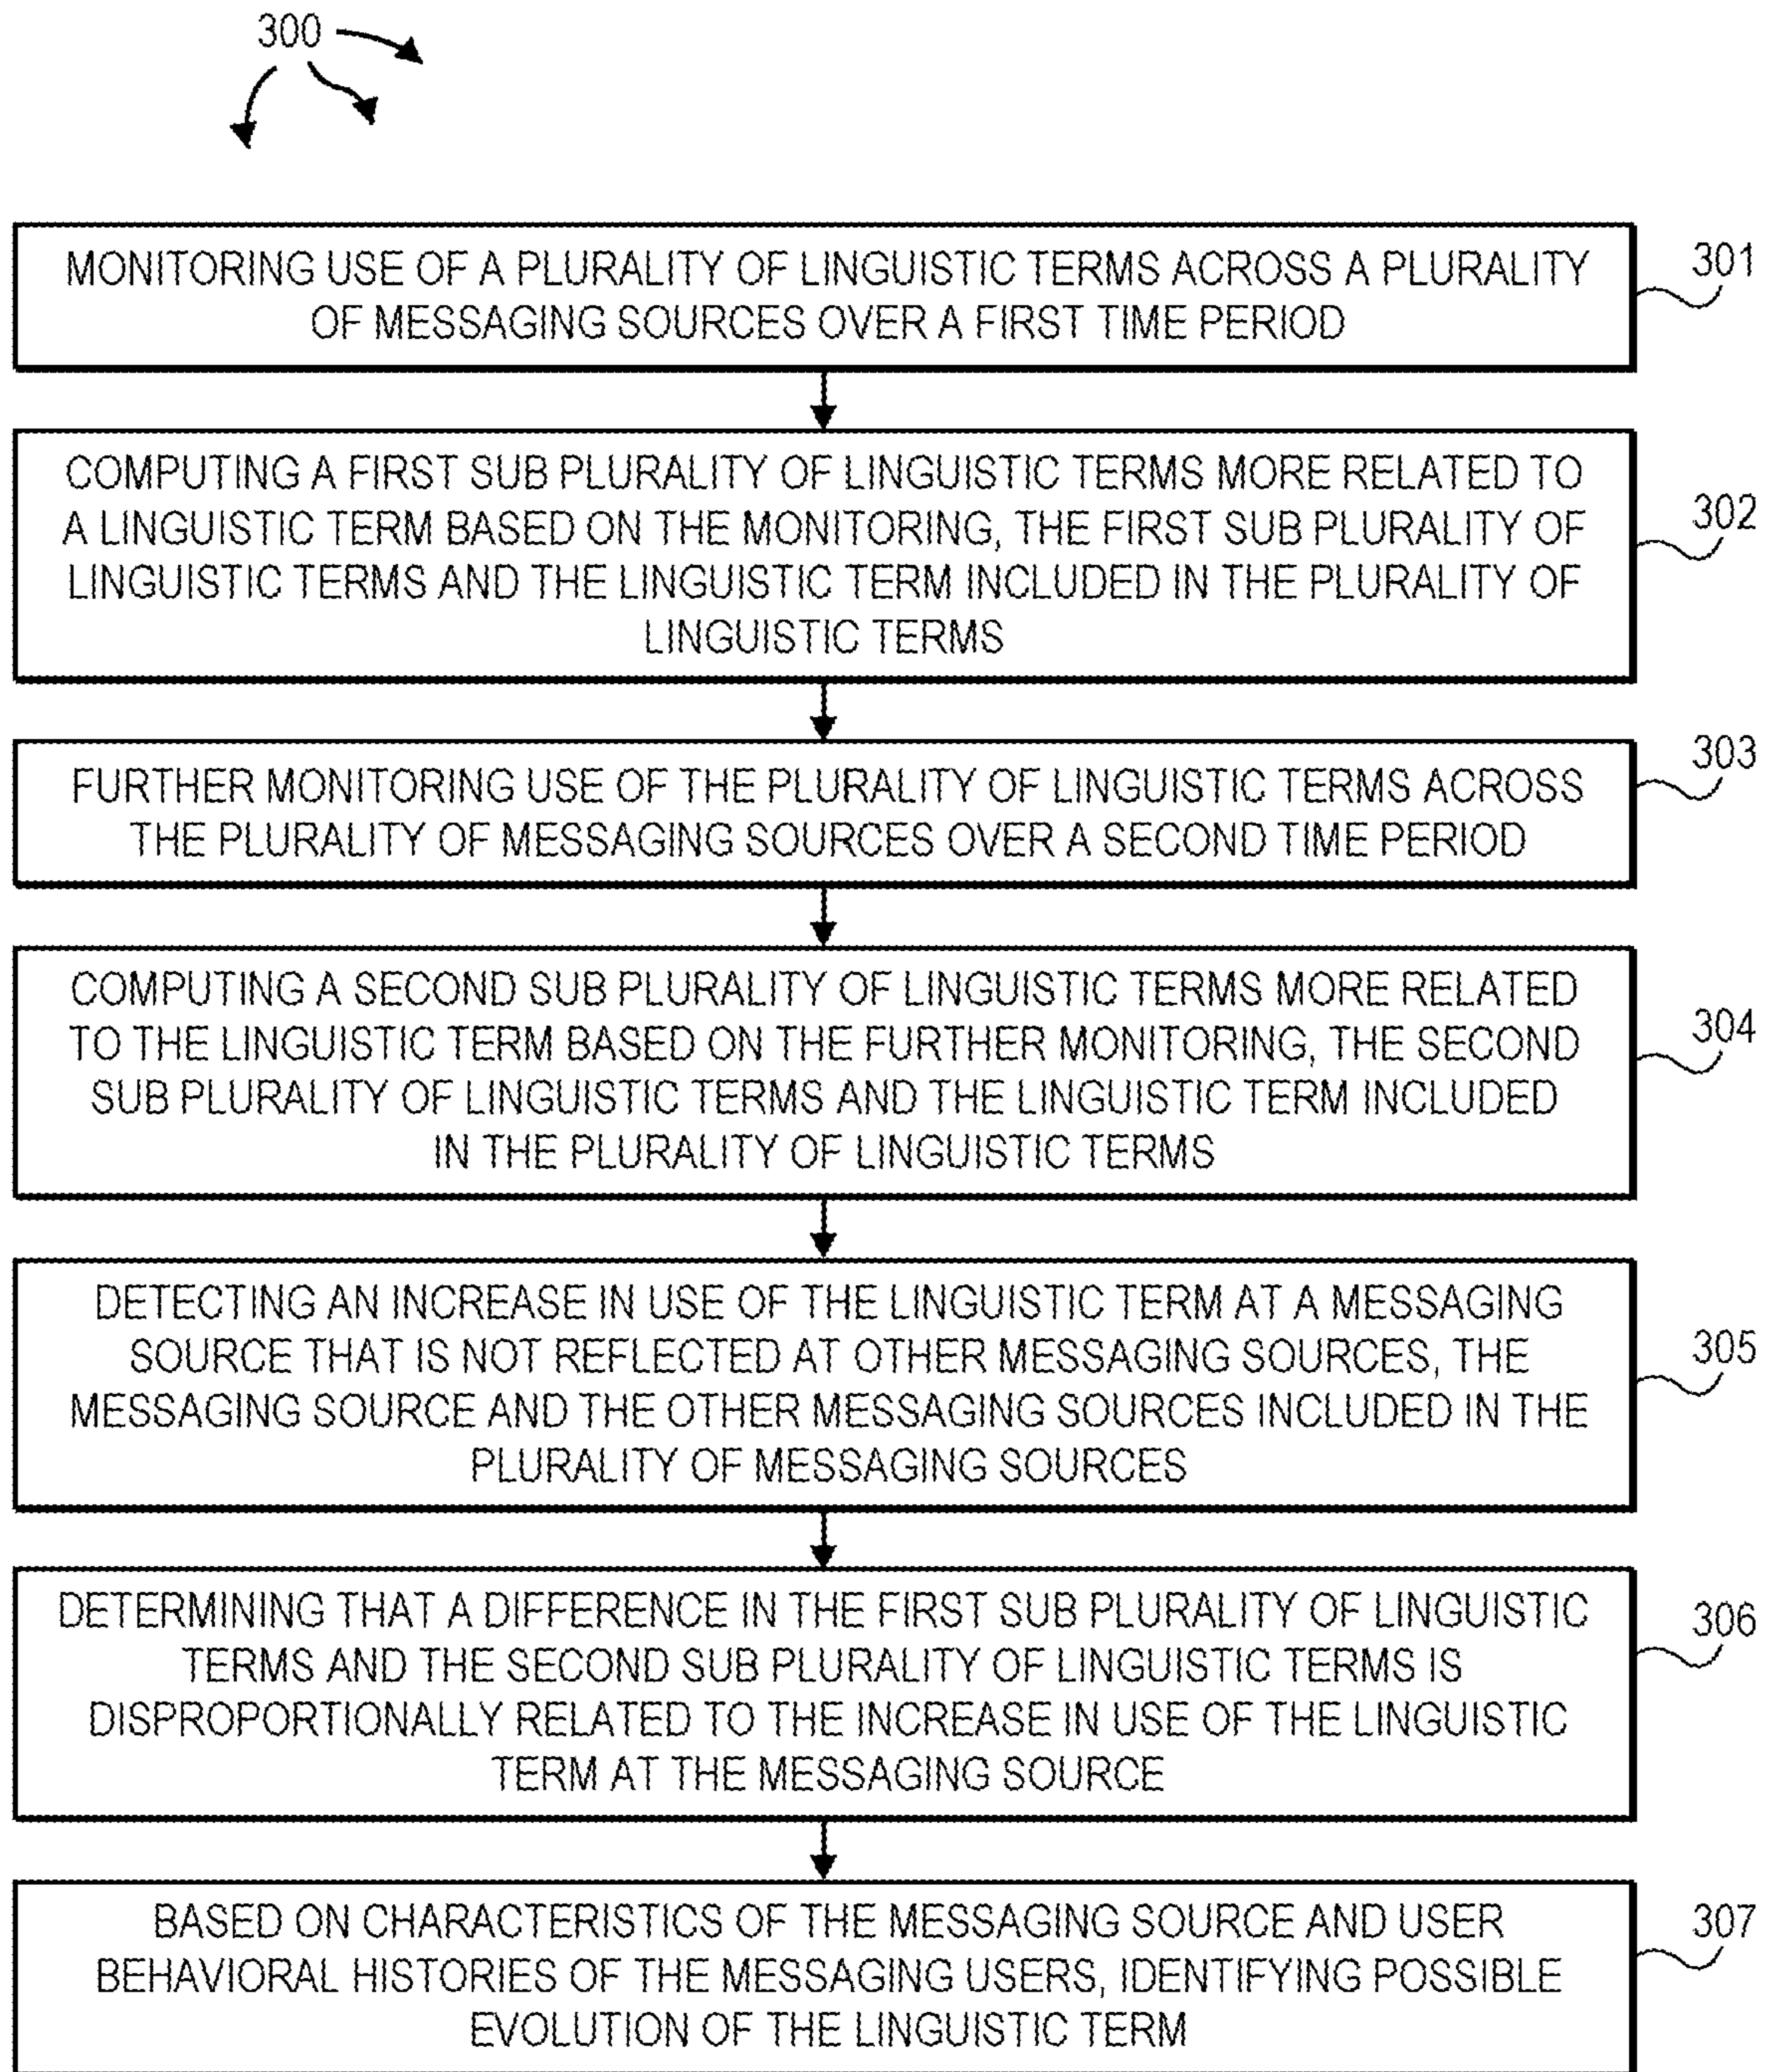 300
MONITORING USE OF A PLURALITY OF LINGUISTIC TERMS ACROSS A PLURALITY
OF MESSAGING SOURCES OVER A FIRST TIME PERIOD
301
COMPUTING A FIRST SUB PLURALITY OF LINGUISTIC TERMS MORE RELATED TO
A LINGUISTIC TERM BASED ON THE MONITORING, THE FIRST SUB PLURALITY OF
LINGUISTIC TERMS AND THE LINGUISTIC TERM INCLUDED IN THE PLURALITY OF
LINGUISTIC TERMS
302
FURTHER MONITORING USE OF THE PLURALITY OF LINGUISTIC TERMS ACROSS
THE PLURALITY OF MESSAGING SOURCES OVER A SECOND TIME PERIOD
303
COMPUTING A SECOND SUB PLURALITY OF LINGUISTIC TERMS MORE RELATED
TO THE LINGUISTIC TERM BASED ON THE FURTHER MONITORING, THE SECOND
SUB PLURALITY OF LINGUISTIC TERMS AND THE LINGUISTIC TERM INCLUDED
IN THE PLURALITY OF LINGUISTIC TERMS
304
DETECTING AN INCREASE IN USE OF THE LINGUISTIC TERM AT A MESSAGING
SOURCE THAT IS NOT REFLECTED AT OTHER MESSAGING SOURCES, THE
MESSAGING SOURCE AND THE OTHER MESSAGING SOURCES INCLUDED IN THE
PLURALITY OF MESSAGING SOURCES
305
DETERMINING THAT A DIFFERENCE IN THE FIRST SUB PLURALITY OF LINGUISTIC
TERMS AND THE SECOND SUB PLURALITY OF LINGUISTIC TERMS IS
DISPROPORTIONALLY RELATED TO THE INCREASE IN USE OF THE LINGUISTIC
TERM AT THE MESSAGING SOURCE
306
BASED ON CHARACTERISTICS OF THE MESSAGING SOURCE AND USER
BEHAVIORAL HISTORIES OF THE MESSAGING USERS, IDENTIFYING POSSIBLE
EVOLUTION OF THE LINGUISTIC TERM
307